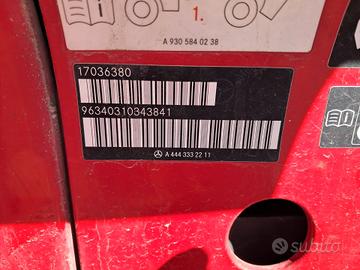 1.
A 930 584 02 38
17036380
96340310343841
A 444 333 22 11
subito